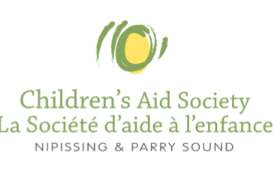 Children's Aid Society
La Société d'aide à l'enfance
NIPISSING & PARRY SOUND